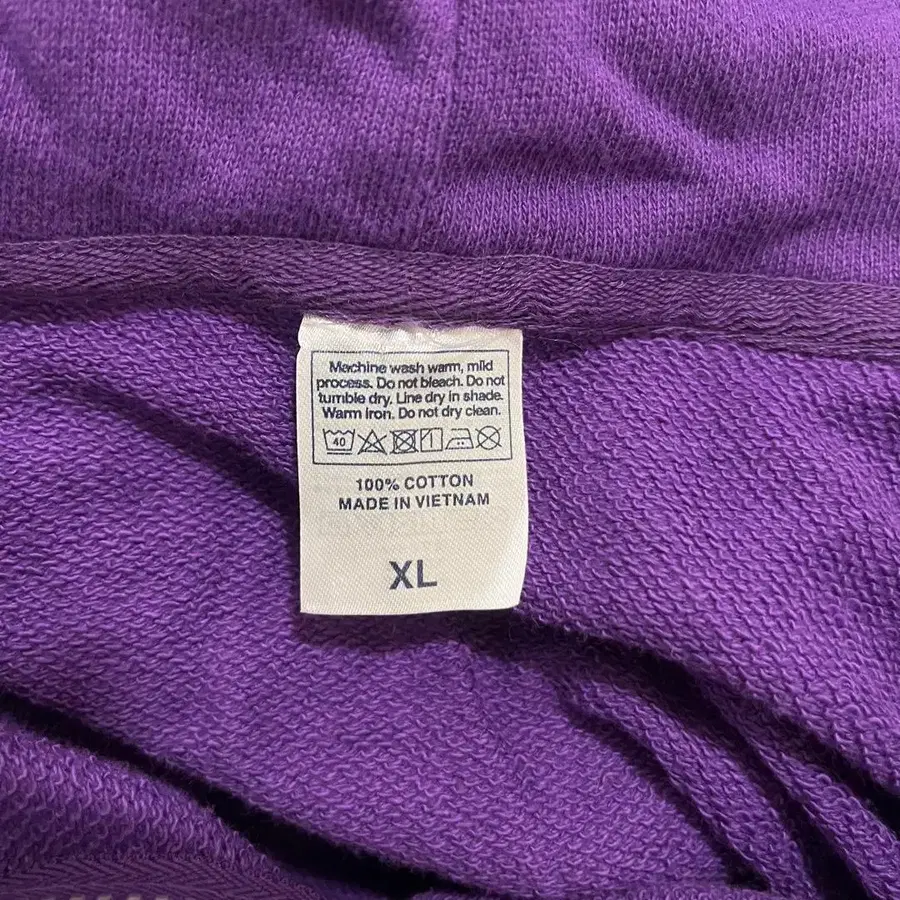 Machine wash warm, mild
process. Do not bleach. Do not
tumble dry. Line dry in shade.
Warm Iron. Do not dry clean.
40
100% COTTON
MADE IN VIETNAM
XL